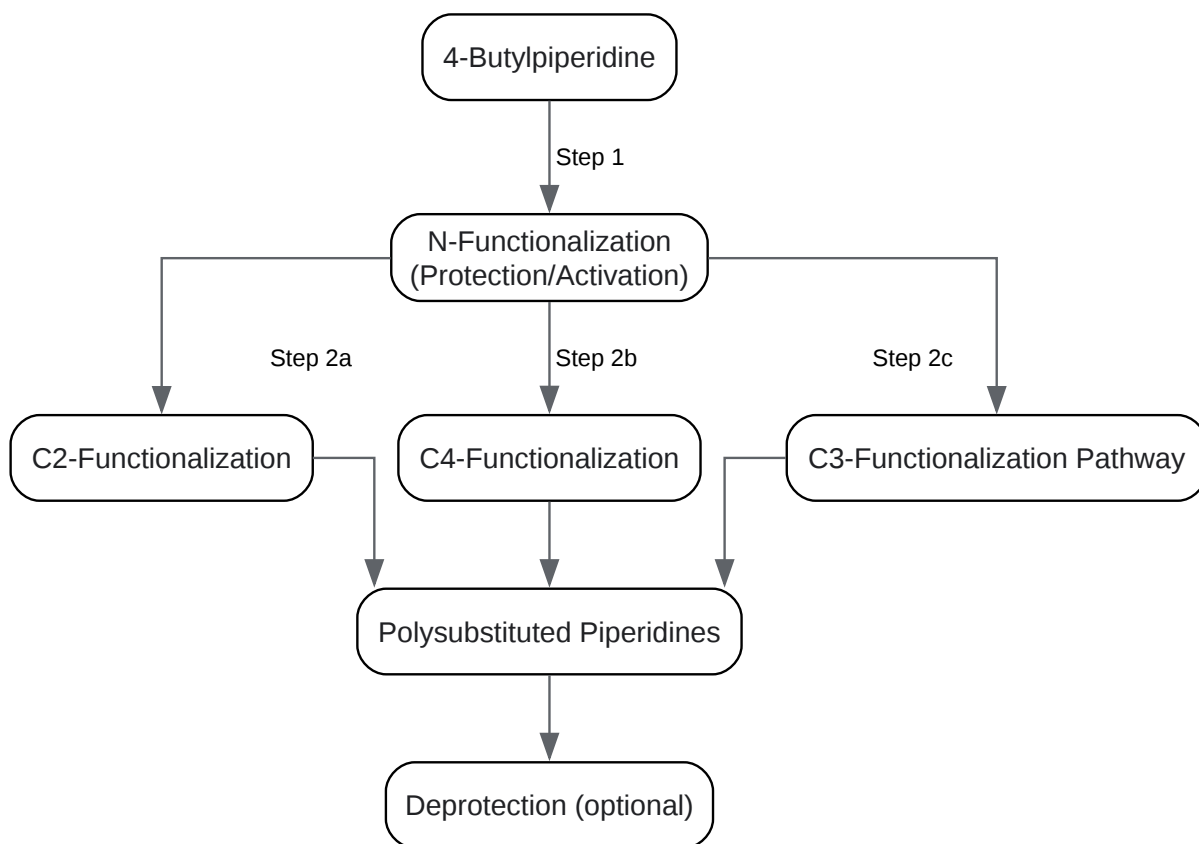 4-Butylpiperidine
Step 1
N-Functionalization
(Protection/Activation)
Step 2a
Step 2b
Step 2c
C2-Functionalization
C4-Functionalization
C3-Functionalization Pathway
Polysubstituted Piperidines
Deprotection (optional)